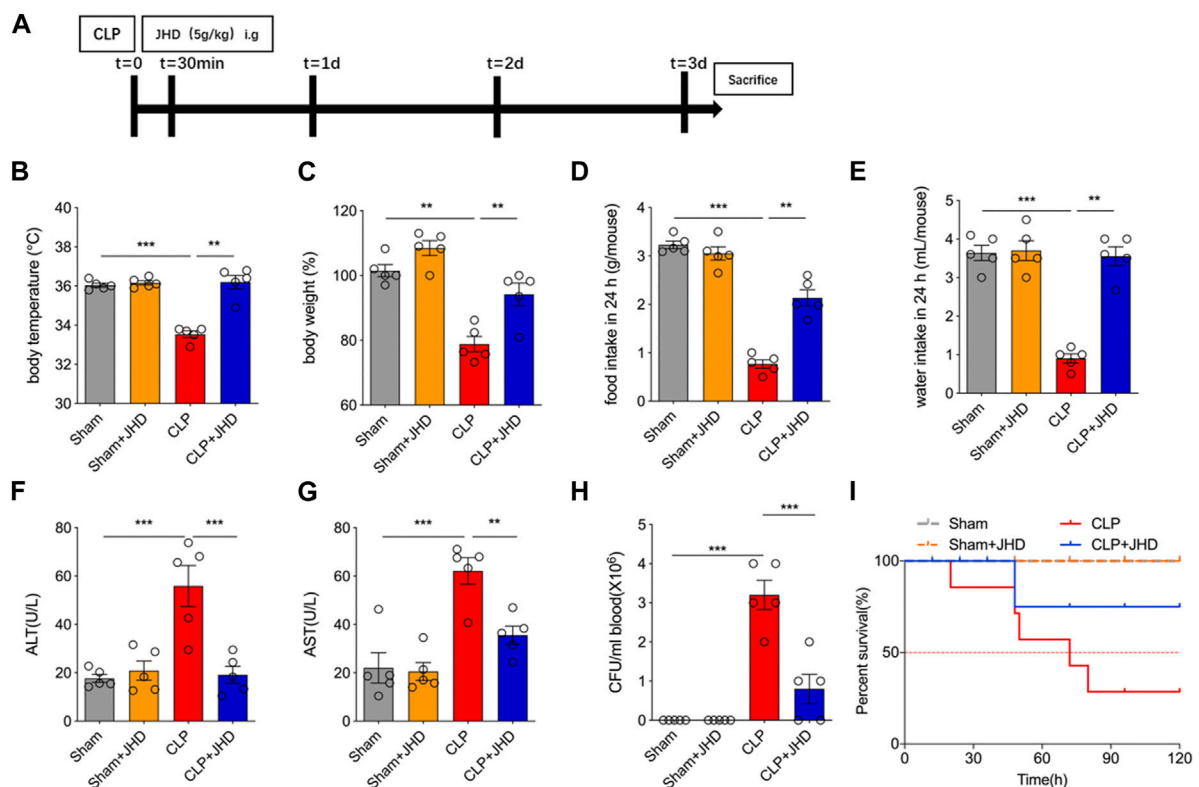 A
CLP
JHD（5g/kg）i.g
t=0
t=30min
t=1d
t=2d
t=3d
Sacrifice
B
body temperature (°C)
40
38
36
34
32
30
***
**
Sham
Sham+JHD
CLP
CLP+JHD
C
body weight (%)
120
100
80
60
**
**
Sham
Sham+JHD
CLP
CLP+JHD
D
food intake in 24 h (g/mouse)
4
3
2
1
0
***
**
Sham
Sham+JHD
CLP
CLP+JHD
E
water intake in 24 h (mL/mouse)
5
4
3
2
1
0
***
**
Sham
Sham+JHD
CLP
CLP+JHD
F
ALT(U/L)
80
60
40
20
0
***
***
Sham
Sham+JHD
CLP
CLP+JHD
G
AST(U/L)
80
60
40
20
0
***
**
Sham
Sham+JHD
CLP
CLP+JHD
H
CFU/ml blood(X10⁶)
5
4
3
2
1
0
***
***
Sham
Sham+JHD
CLP
CLP+JHD
I
Sham
CLP
Sham+JHD
CLP+JHD
Percent survival(%)
100
50
0
0
30
60
90
120
Time(h)